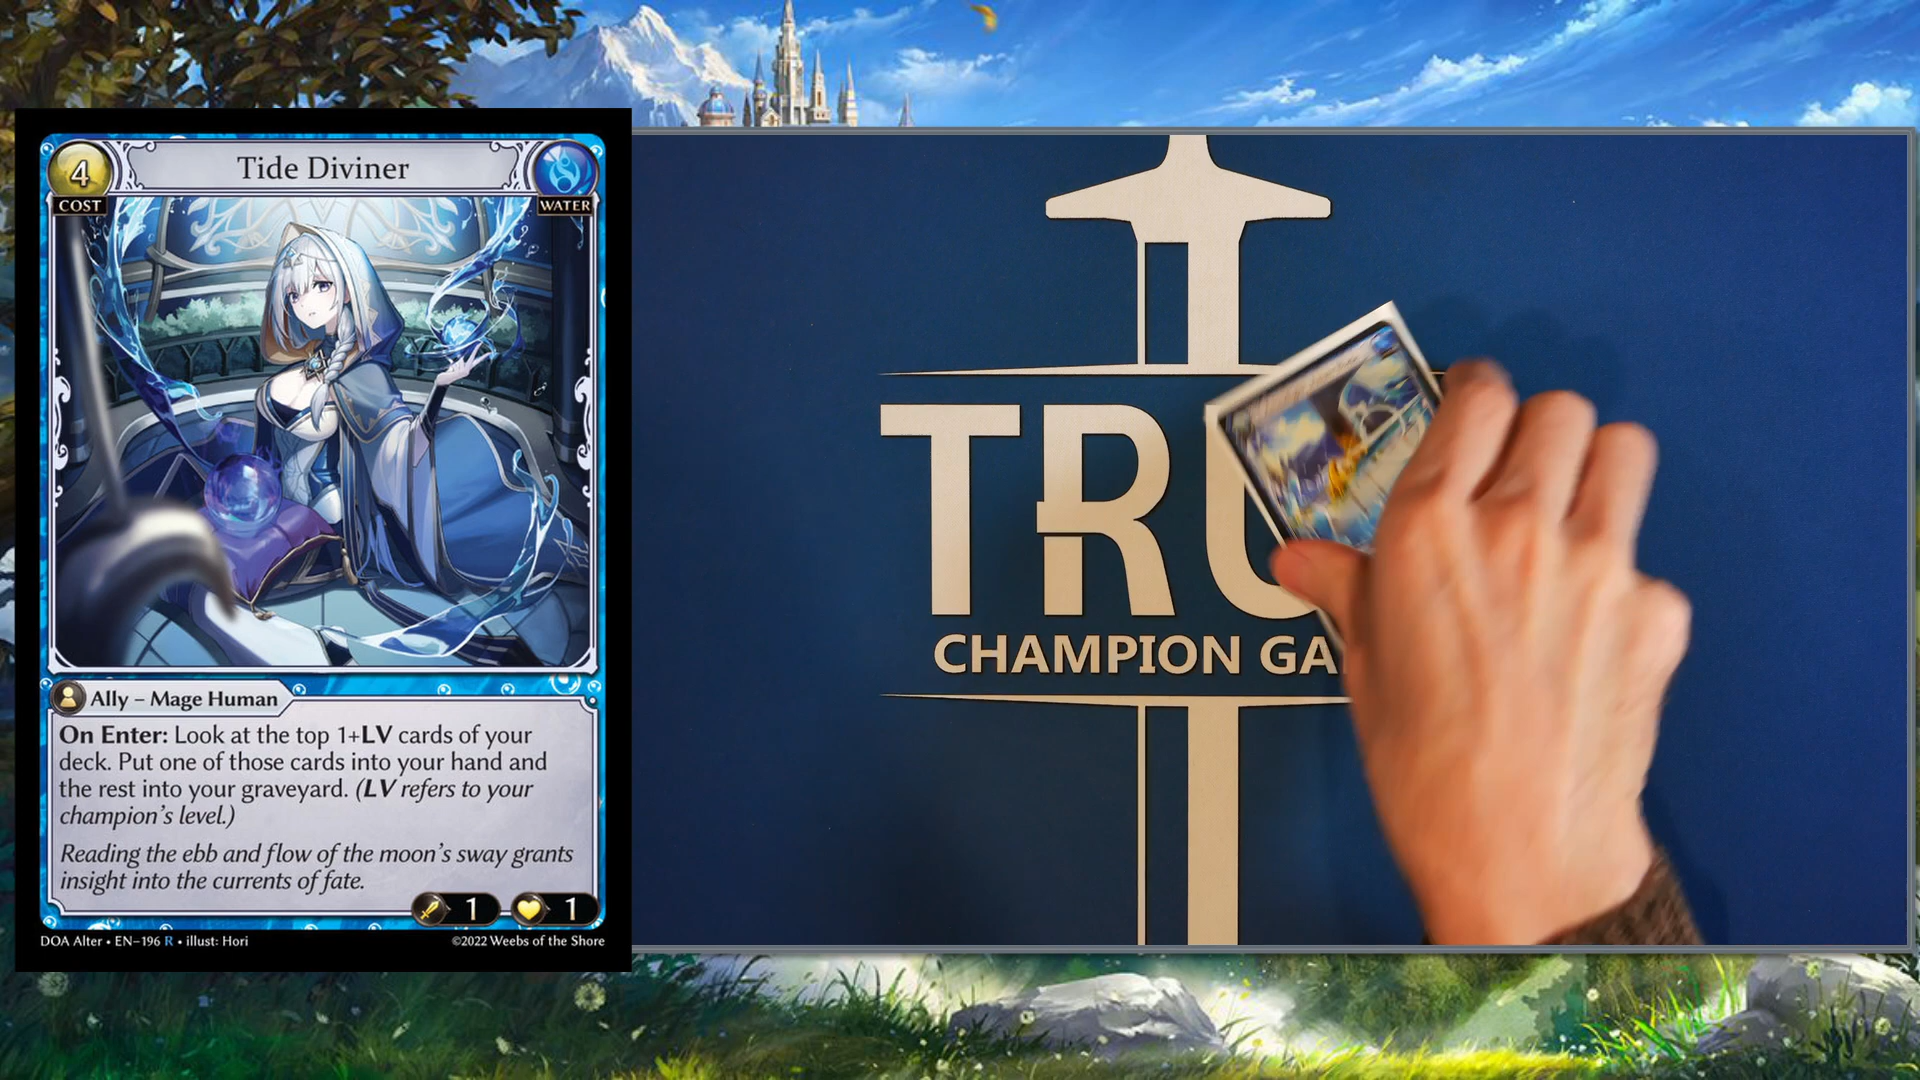 4
Tide Diviner
COST
WATER
Ally – Mage Human
On Enter: Look at the top 1+LV cards of your
deck. Put one of those cards into your hand and
the rest into your graveyard. (LV refers to your
champion's level.)
Reading the ebb and flow of the moon's sway grants
insight into the currents of fate.
1
1
DOA Alter • EN–196 R • illust: Hori
©2022 Weebs of the Shore
TRU
CHAMPION GA